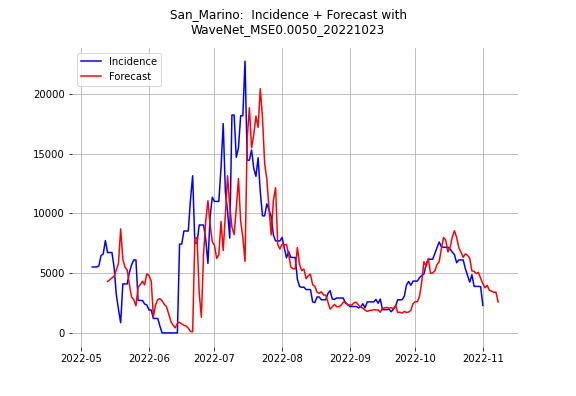 San_Marino:  Incidence + Forecast with
WaveNet_MSE0.0050_20221023
Incidence
Forecast
20000
15000
10000
5000
0
2022-05 2022-06 2022-07 2022-08 2022-09 2022-10 2022-11